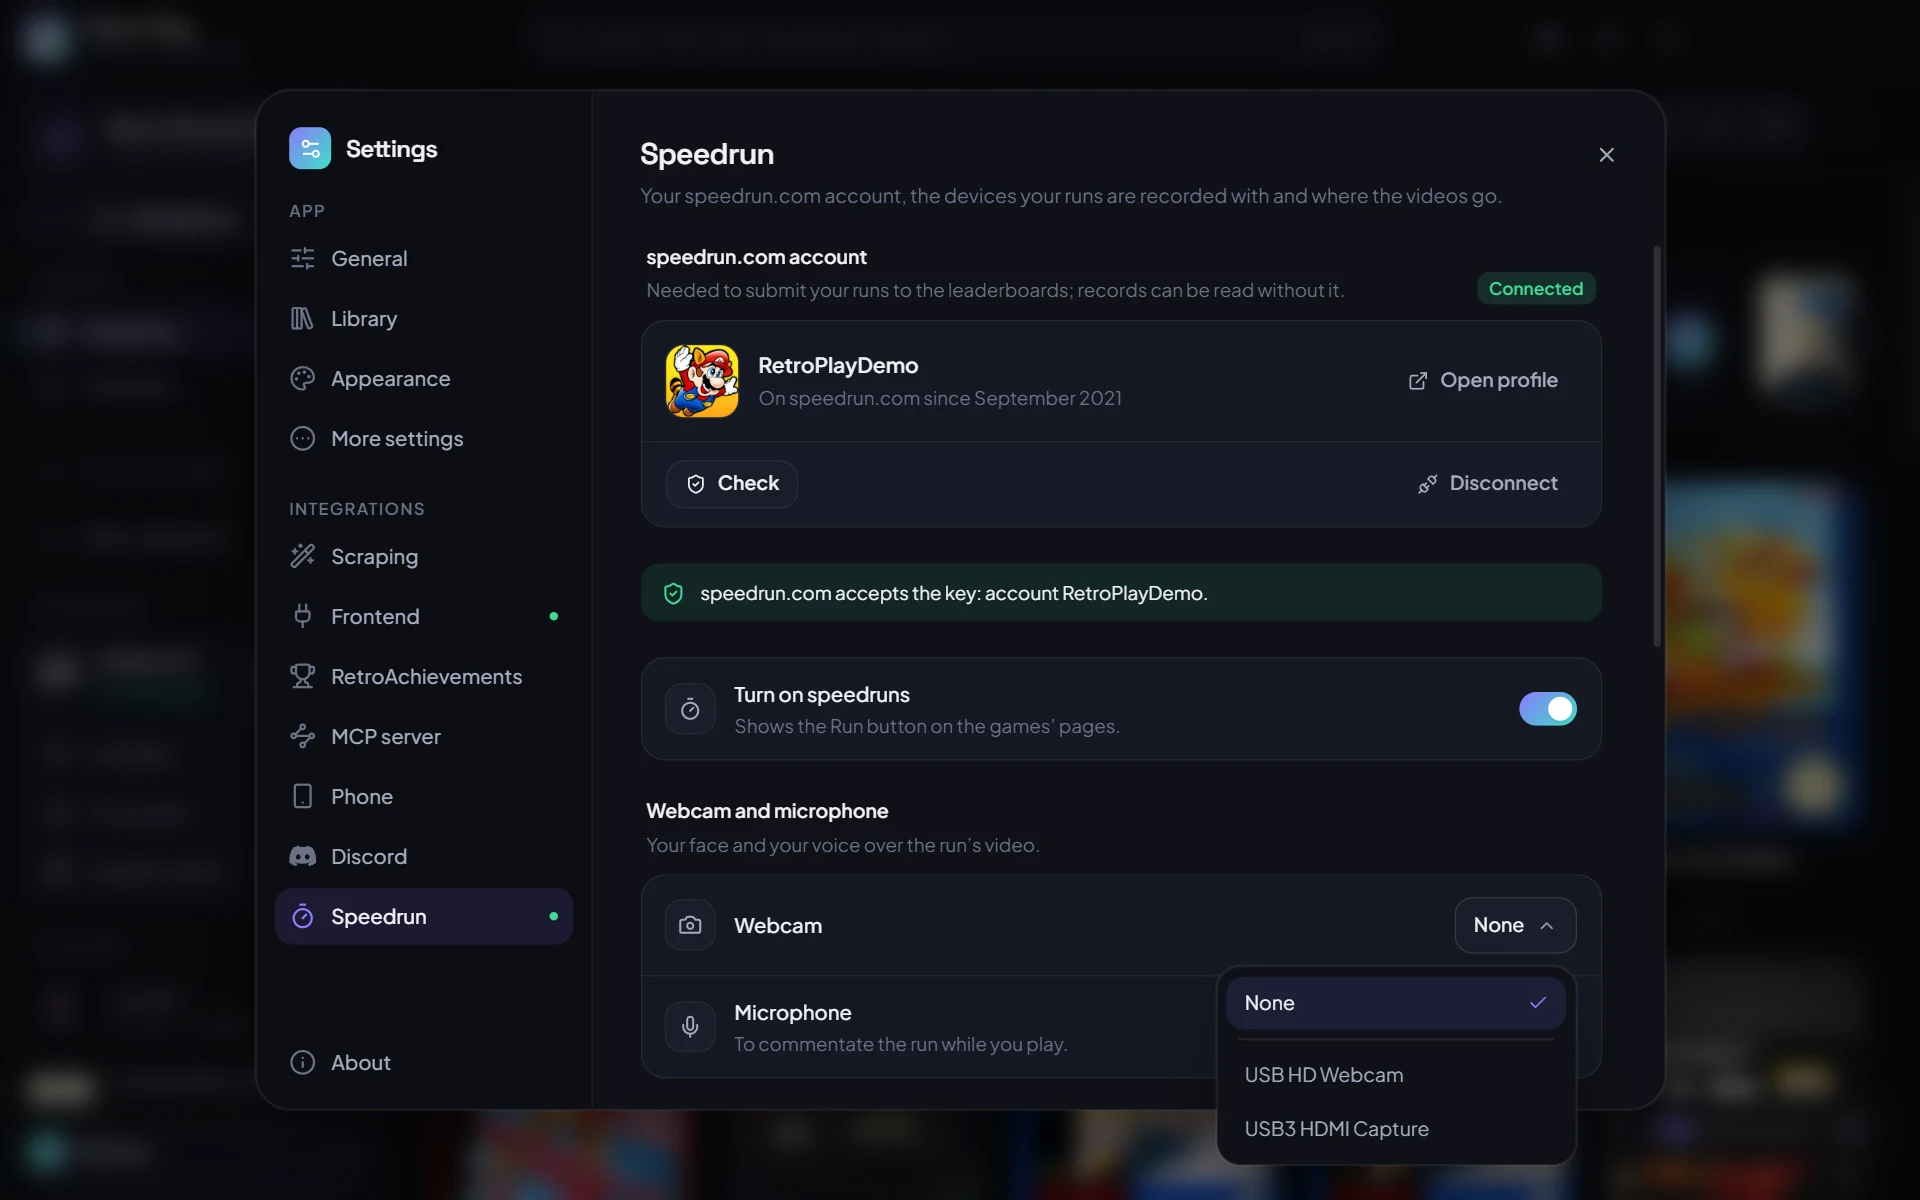 Settings
APP
General
Library
Appearance
More settings
INTEGRATIONS
Scraping
Frontend
RetroAchievements
MCP server
Phone
Discord
Speedrun
About
Speedrun
Your speedrun.com account, the devices your runs are recorded with and where the videos go.
speedrun.com account
Needed to submit your runs to the leaderboards; records can be read without it.
Connected
RetroPlayDemo
On speedrun.com since September 2021
Open profile
Check
Disconnect
speedrun.com accepts the key: account RetroPlayDemo.
Turn on speedruns
Shows the Run button on the games’ pages.
Webcam and microphone
Your face and your voice over the run’s video.
Webcam
None
Microphone
To commentate the run while you play.
None
USB HD Webcam
USB3 HDMI Capture